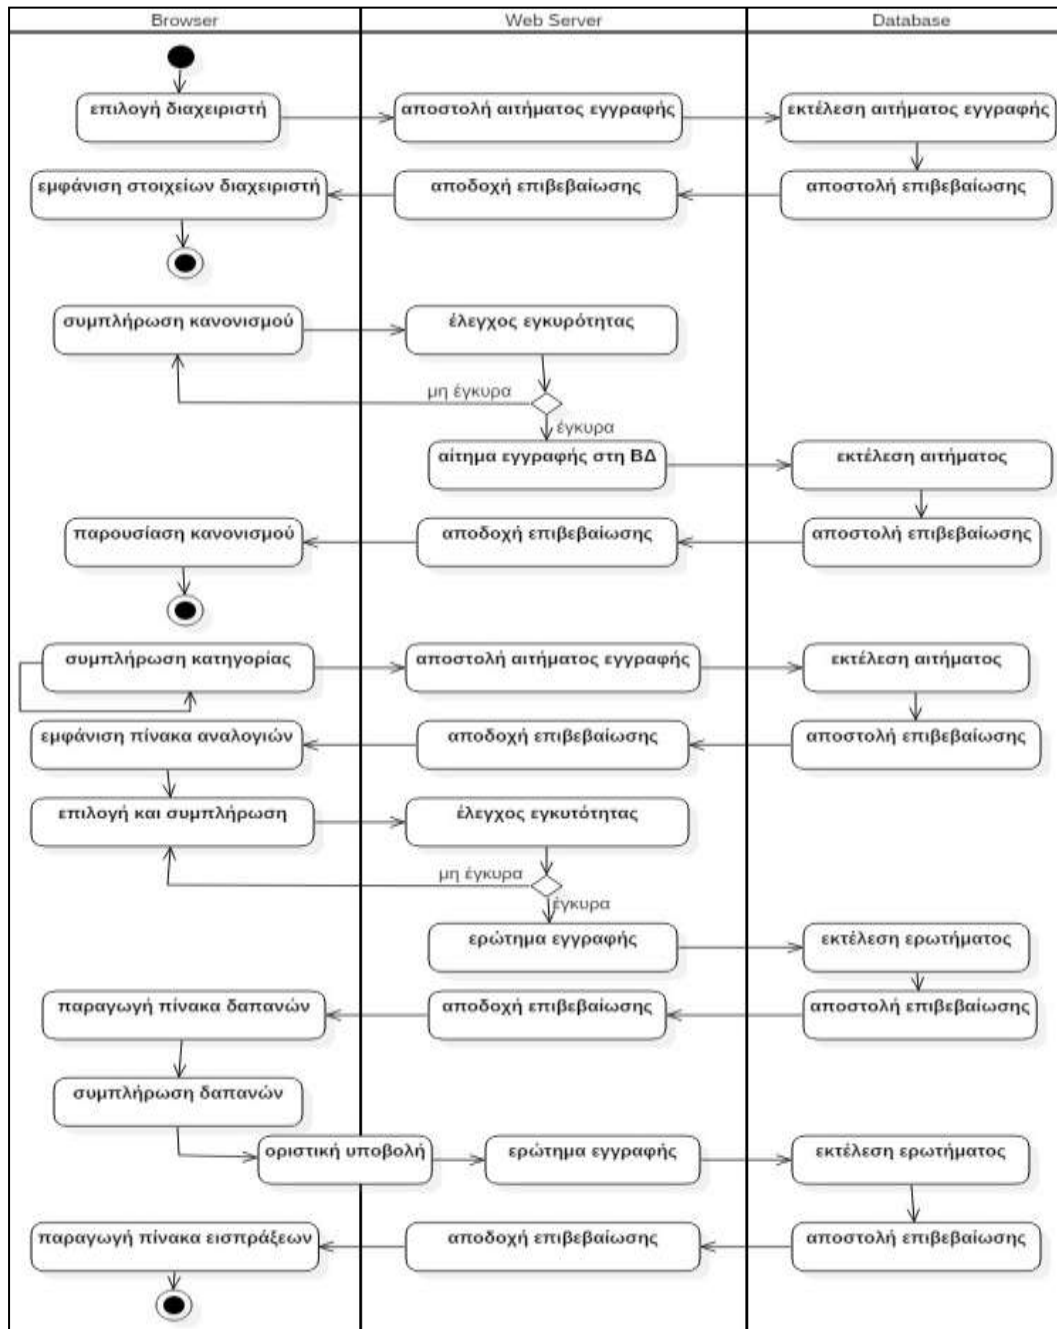 Browser
Web Server
Database
επιλογή διαχειριστή
αποστολή αιτήματος εγγραφής
εκτέλεση αιτήματος εγγραφής
εμφάνιση στοιχείων διαχειριστή
αποδοχή επιβεβαίωσης
αποστολή επιβεβαίωσης
συμπλήρωση κανονισμού
έλεγχος εγκυρότητας
μη έγκυρα
έγκυρα
αίτημα εγγραφής στη ΒΔ
εκτέλεση αιτήματος
παρουσίαση κανονισμού
αποδοχή επιβεβαίωσης
αποστολή επιβεβαίωσης
συμπλήρωση κατηγορίας
αποστολή αιτήματος εγγραφής
εκτέλεση αιτήματος
εμφάνιση πίνακα αναλογιών
αποδοχή επιβεβαίωσης
αποστολή επιβεβαίωσης
επιλογή και συμπλήρωση
έλεγχος εγκυτότητας
μη έγκυρα
έγκυρα
ερώτημα εγγραφής
εκτέλεση ερωτήματος
παραγωγή πίνακα δαπανών
αποδοχή επιβεβαίωσης
αποστολή επιβεβαίωσης
συμπλήρωση δαπανών
οριστική υποβολή
ερώτημα εγγραφής
εκτέλεση ερωτήματος
παραγωγή πίνακα εισπράξεων
αποδοχή επιβεβαίωσης
αποστολή επιβεβαίωσης